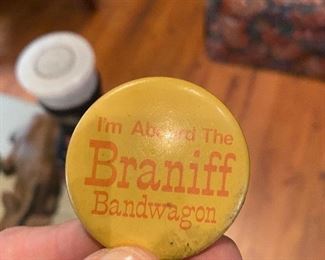 I'm Aboard The
Braniff
Bandwagon